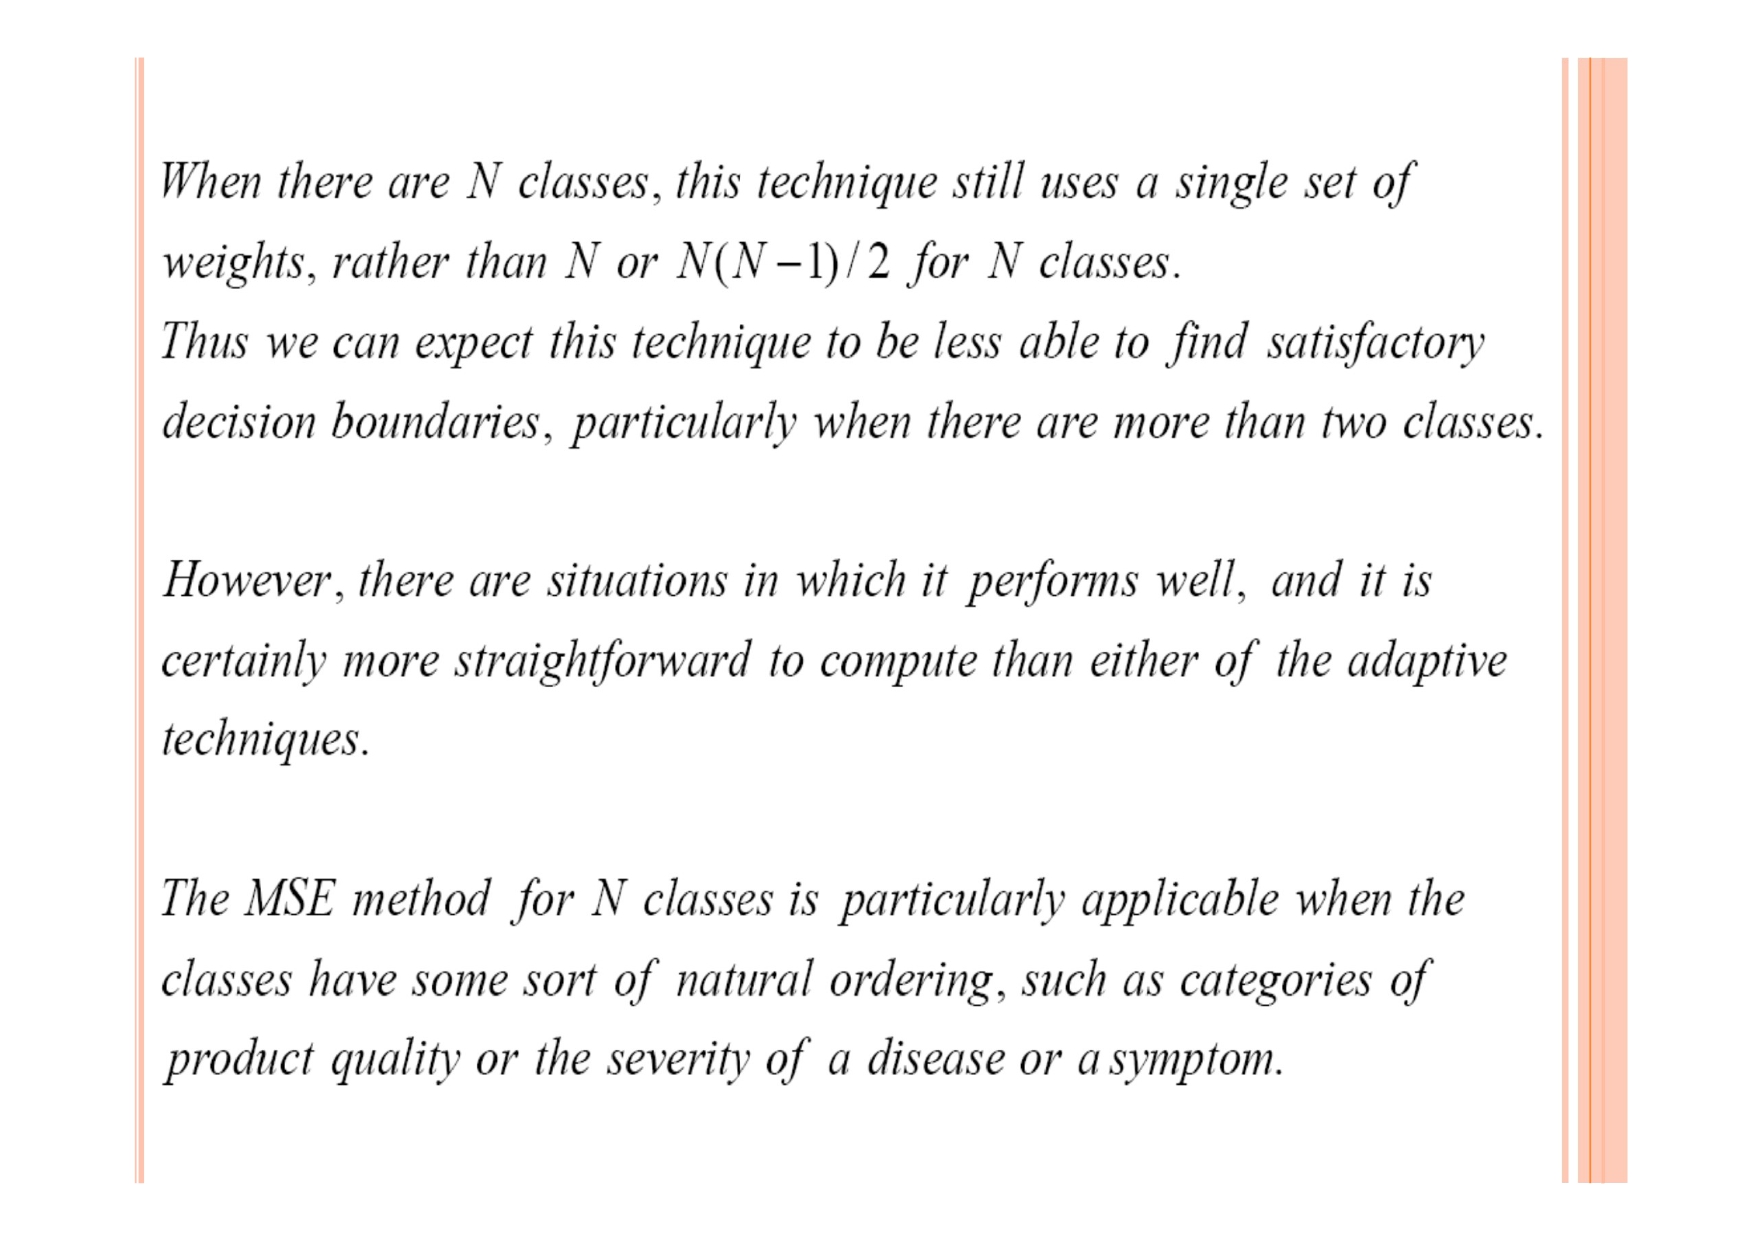 When there are N classes, this technique still uses a single set of
weights, rather than N or N(N−1)/2 for N classes.
Thus we can expect this technique to be less able to find satisfactory
decision boundaries, particularly when there are more than two classes.
However, there are situations in which it performs well, and it is
certainly more straightforward to compute than either of the adaptive
techniques.
The MSE method for N classes is particularly applicable when the
classes have some sort of natural ordering, such as categories of
product quality or the severity of a disease or a symptom.